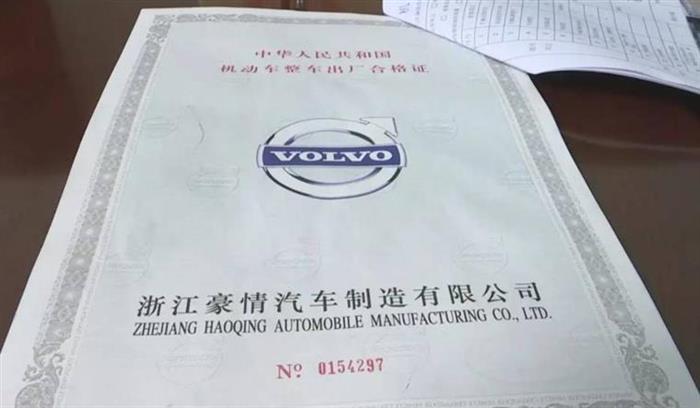 中华人民共和国
机动车整车出厂合格证
VOLVO
浙江豪情汽车制造有限公司
ZHEJIANG HAOQING AUTOMOBILE MANUFACTURING CO., LTD.
No. 0154297